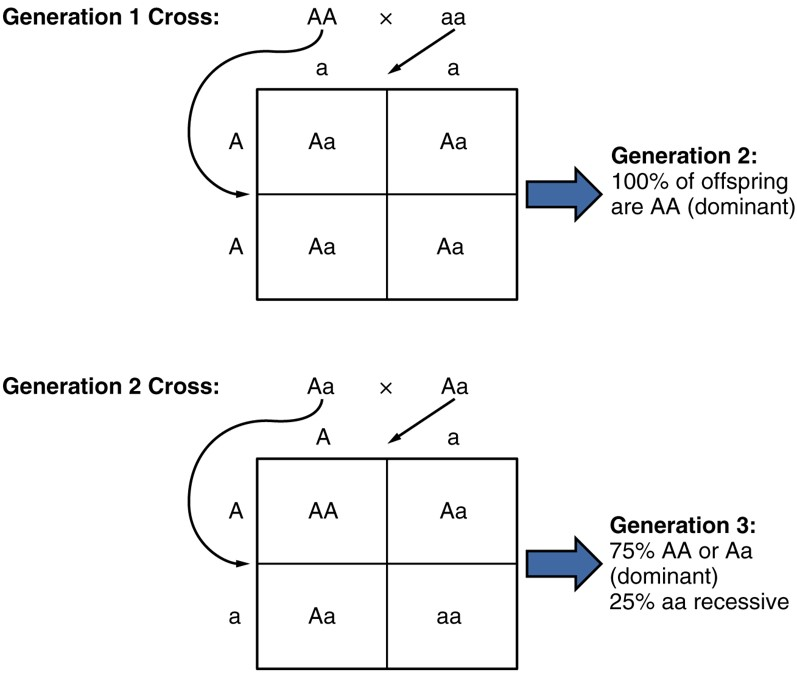 Generation 1 Cross: AA × aa
a a
A Aa Aa
Generation 2:
100% of offspring
are AA (dominant)
A Aa Aa
Generation 2 Cross: Aa × Aa
A a
A AA Aa
Generation 3:
75% AA or Aa
(dominant)
25% aa recessive
a Aa aa